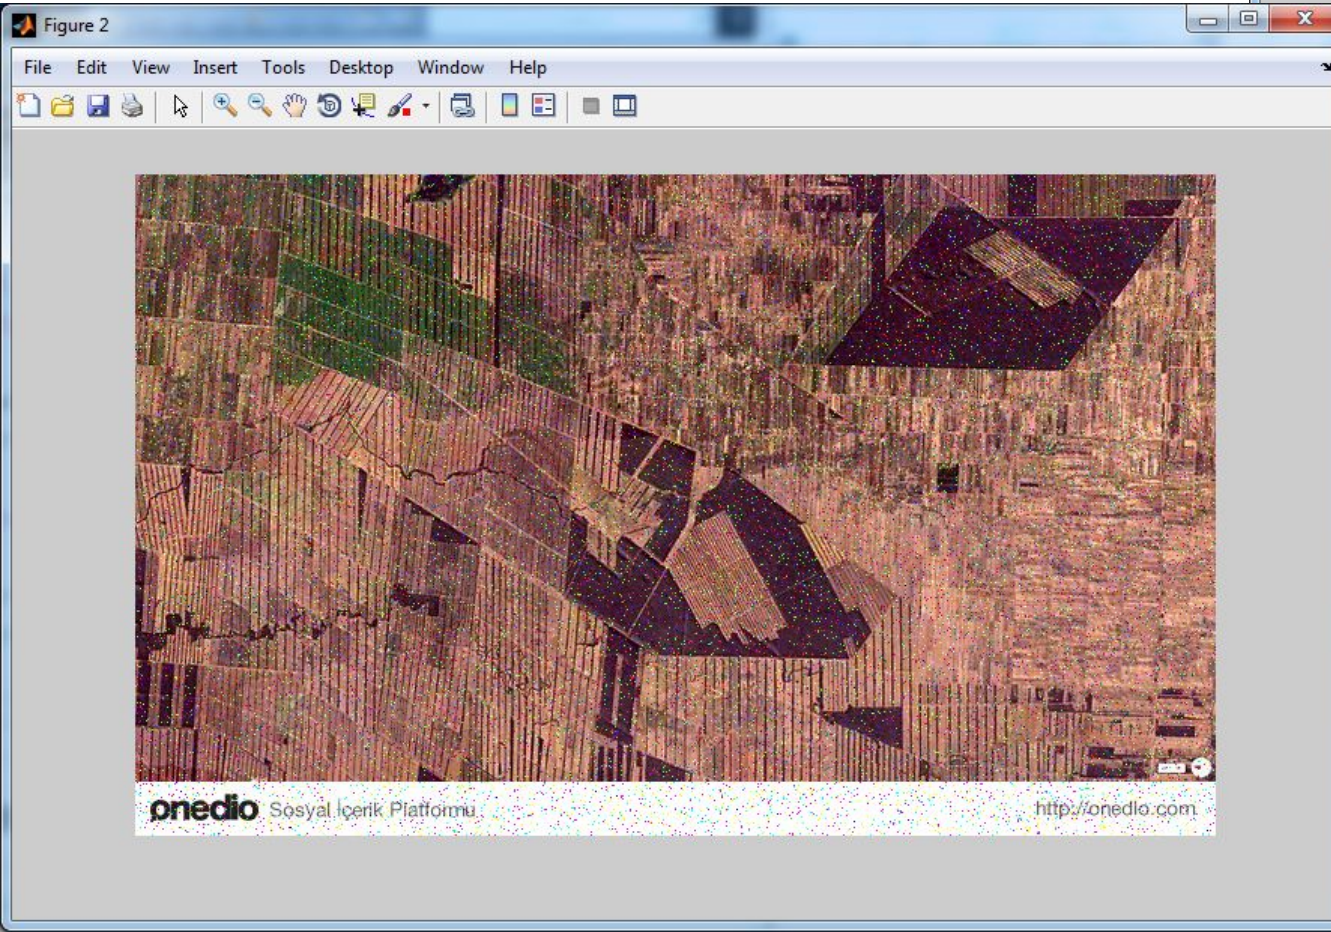 Figure 2
File Edit View Insert Tools Desktop Window Help
onedio Sosyal İçerik Platformu http://onedio.com